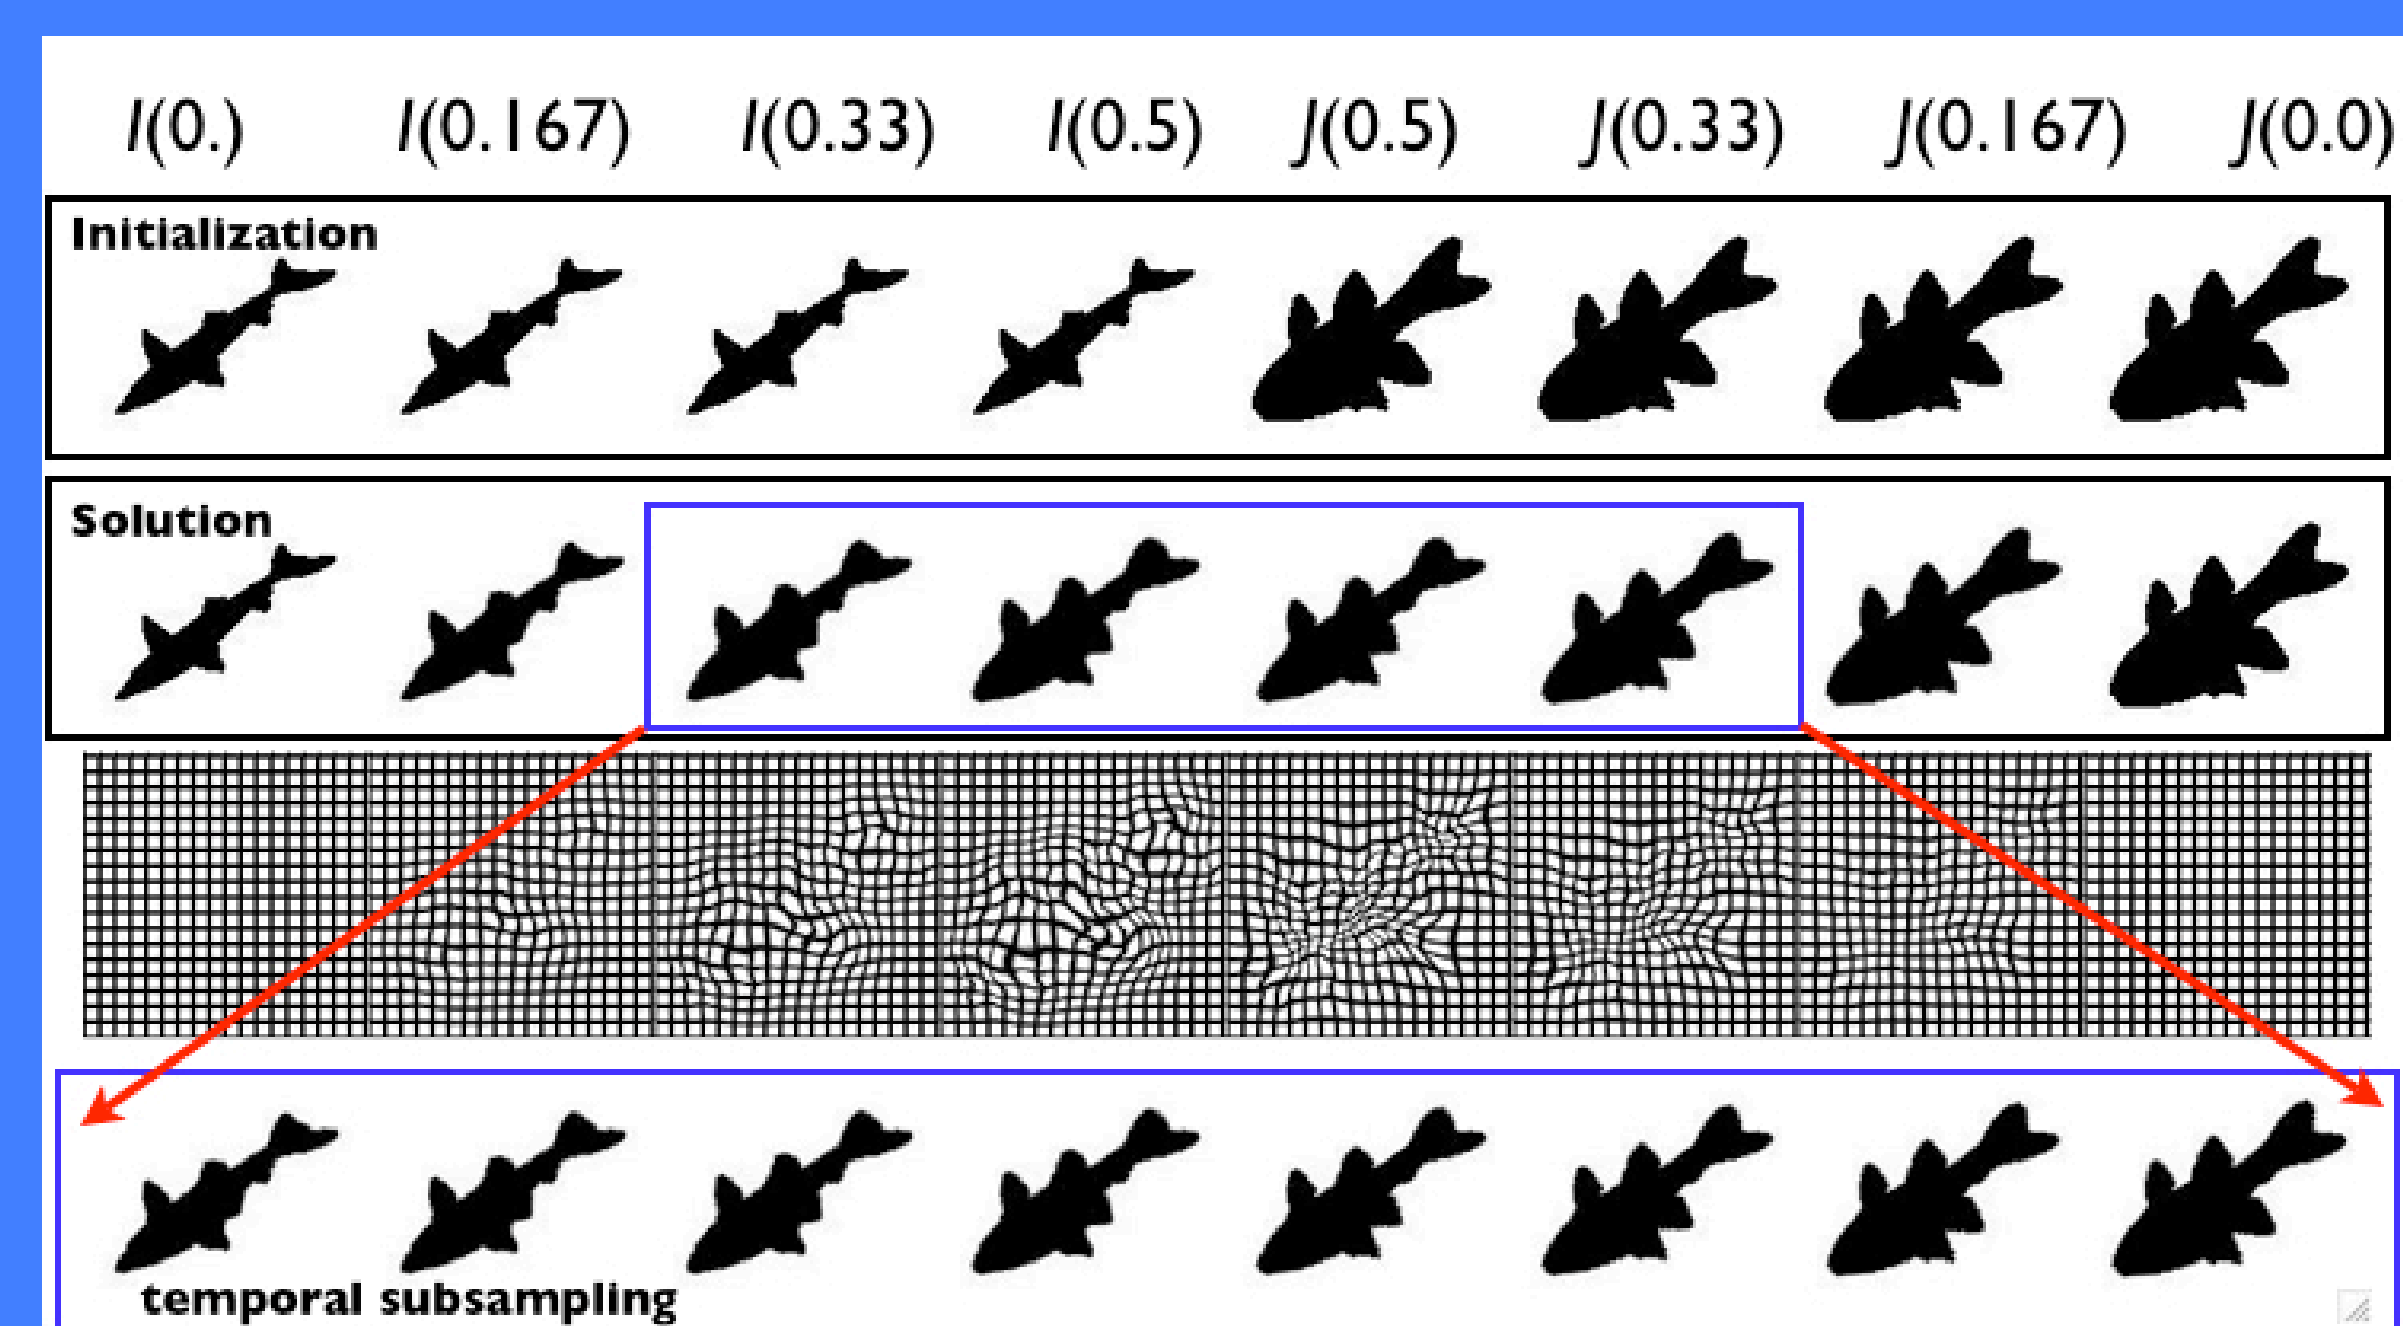 I(0.) I(0.167) I(0.33) I(0.5) J(0.5) J(0.33) J(0.167) J(0.0)
Initialization
Solution
temporal subsampling